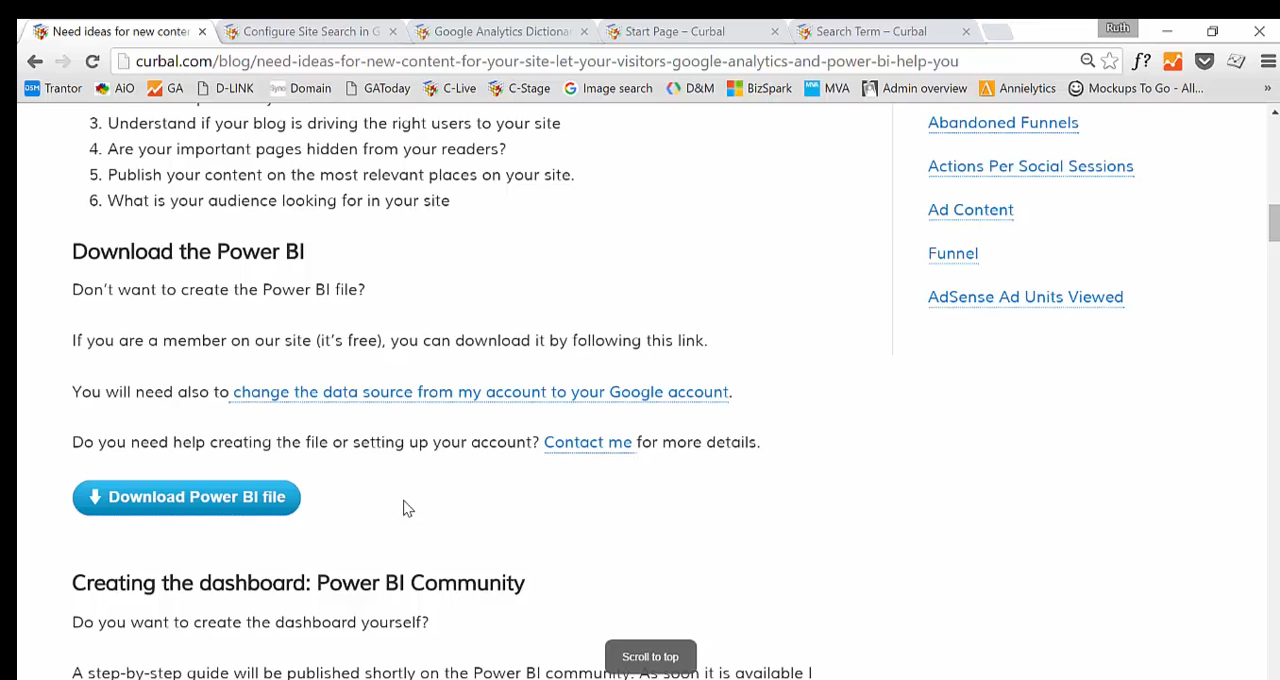 Need ideas for new conter
Configure Site Search in G
Google Analytics Dictiona
Start Page – Curbal
Search Term – Curbal
Ruth
curbal.com/blog/need-ideas-for-new-content-for-your-site-let-your-visitors-google-analytics-and-power-bi-help-you
f?
DSM Trantor
AiO
GA
D-LINK
Domain
GAToday
C-Live
C-Stage
Image search
D&M
BizSpark
MVA MVA
Admin overview
Annielytics
Mockups To Go - Al...
»
3. Understand if your blog is driving the right users to your site
4. Are your important pages hidden from your readers?
5. Publish your content on the most relevant places on your site.
6. What is your audience looking for in your site
Download the Power BI
Don't want to create the Power BI file?
If you are a member on our site (it's free), you can download it by following this link.
You will need also to change the data source from my account to your Google account.
Do you need help creating the file or setting up your account? Contact me for more details.
Download Power BI file
Creating the dashboard: Power BI Community
Do you want to create the dashboard yourself?
A step-by-step guide will be published shortly on the Power BI community. As soon it is available I
Scroll to top
Abandoned Funnels
Actions Per Social Sessions
Ad Content
Funnel
AdSense Ad Units Viewed